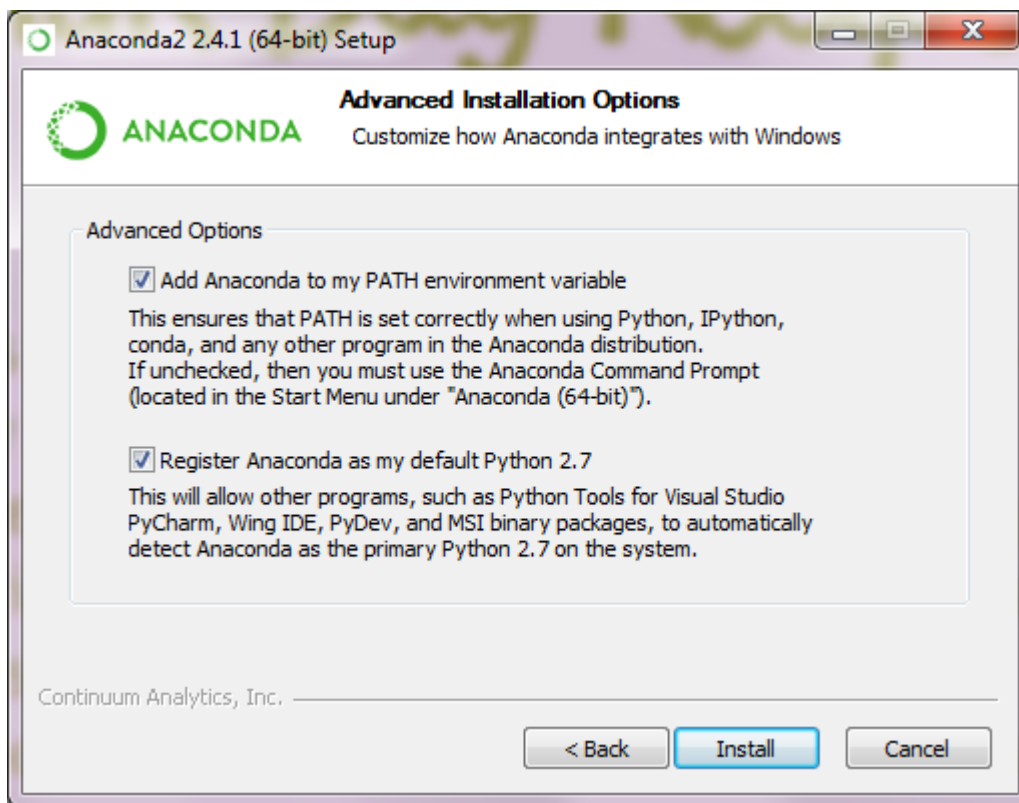 Anaconda2 2.4.1 (64-bit) Setup
ANACONDA
Advanced Installation Options
Customize how Anaconda integrates with Windows
Advanced Options
Add Anaconda to my PATH environment variable
This ensures that PATH is set correctly when using Python, IPython,
conda, and any other program in the Anaconda distribution.
If unchecked, then you must use the Anaconda Command Prompt
(located in the Start Menu under "Anaconda (64-bit)").
Register Anaconda as my default Python 2.7
This will allow other programs, such as Python Tools for Visual Studio
PyCharm, Wing IDE, PyDev, and MSI binary packages, to automatically
detect Anaconda as the primary Python 2.7 on the system.
Continuum Analytics, Inc.
< Back Install Cancel